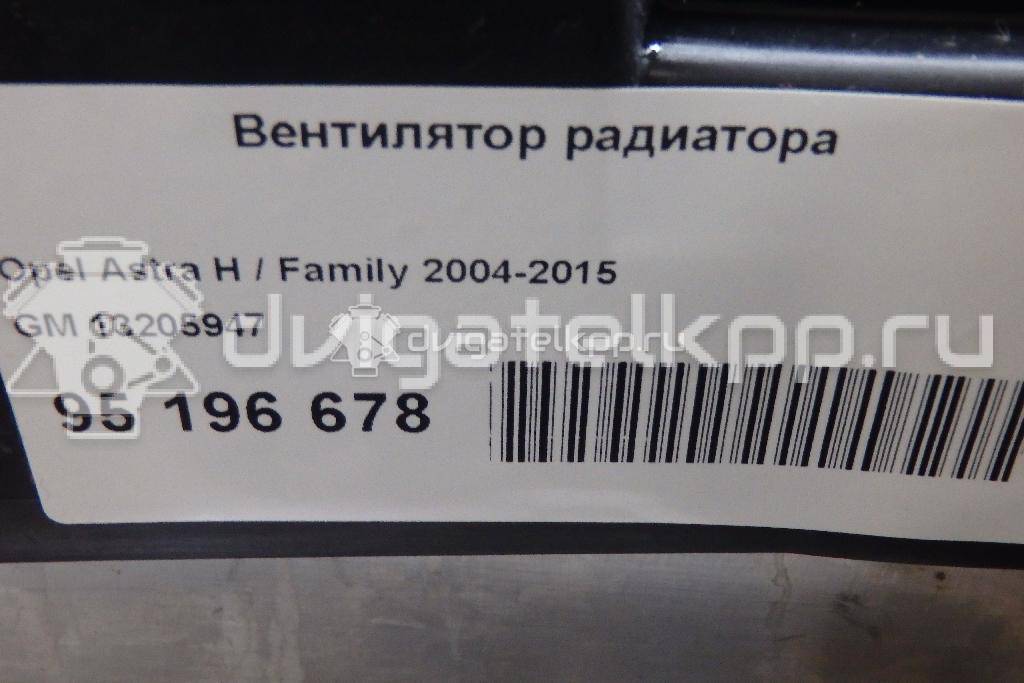 Вентилятор радиатора
Opel Astra H / Family 2004-2015
GM 13205947
dvigatelkpp.ru
95 196 678